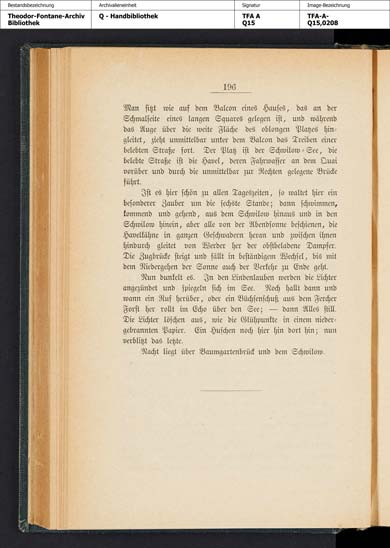 Bestandsbezeichnung Archivalieneinheit Signatur Image-Bezeichnung
Theodor-Fontane-Archiv Q - Handbibliothek TFA A TFA-A-
Bibliothek Q15 Q15,0208
196
Man sitzt wie auf dem Balcon eines Hauses, das an der
Schmalseite eines langen Squares gelegen ist, und während
das Auge über die weite Fläche des oblongen Platzes hin-
gleitet, zieht unmittelbar unter dem Balcon das Treiben einer
belebten Straße fort. Der Platz ist der Schwilow-See, die
belebte Straße ist die Havel, deren Fahrwasser an dem Quai
vorüber und durch die unmittelbar zur Rechten gelegene Brücke
führt.
Ist es hier schön zu allen Tageszeiten, so waltet hier ein
besonderer Zauber um die sechste Stunde; dann schwimmen,
kommend und gehend, aus dem Schwilow hinaus und in den
Schwilow hinein, aber alle von der Abendsonne beschienen, die
Havelkähne in ganzen Geschwadern heran und zwischen ihnen
hindurch gleitet von Werder her der obstbeladene Dampfer.
Die Zugbrücke steigt und fällt in beständigem Wechsel, bis mit
dem Niedergehen der Sonne auch der Verkehr zu Ende geht.
Nun dunkelt es. In den Lindenlauben werden die Lichter
angezündet und spiegeln sich im See. Noch hallt dann und
wann ein Ruf herüber, oder ein Büchsenschuß aus dem Fercher
Forst her rollt im Echo über den See; — dann Alles still.
Die Lichter löschen aus, wie die Glühpunkte in einem nieder-
gebrannten Papier. Ein Huschen noch hier hin dort hin; nun
verblitzt das letzte.
Nacht liegt über Baumgartenbrück und dem Schwilow.